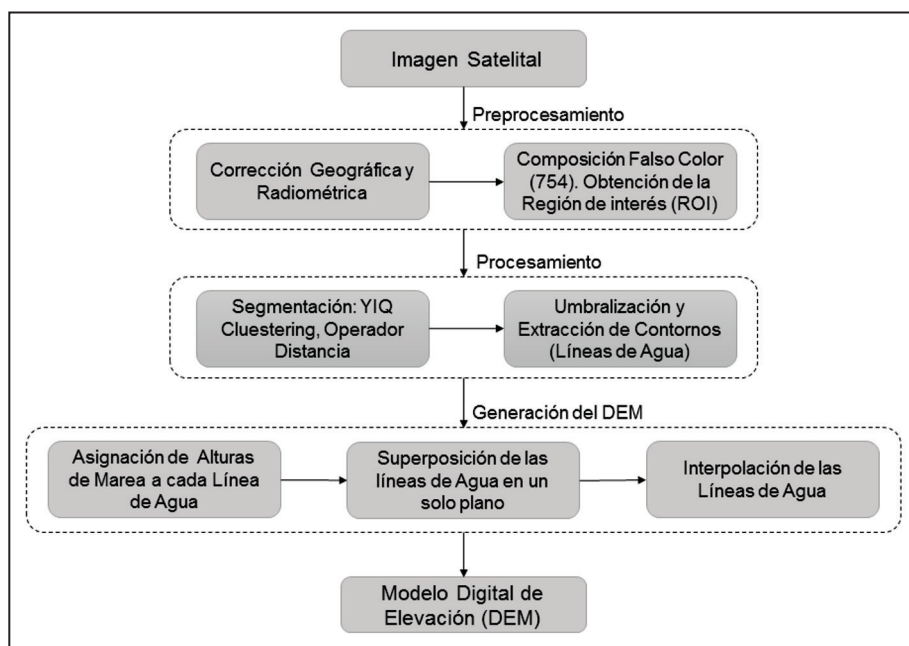 Imagen Satelital
Preprocesamiento
Corrección Geográfica y
Radiométrica
Composición Falso Color
(754). Obtención de la
Región de interés (ROI)
Procesamiento
Segmentación: YIQ
Cluestering, Operador
Distancia
Umbralización y
Extracción de Contornos
(Líneas de Agua)
Generación del DEM
Asignación de Alturas
de Marea a cada Línea
de Agua
Superposición de las
líneas de Agua en un
solo plano
Interpolación de las
Líneas de Agua
Modelo Digital de
Elevación (DEM)